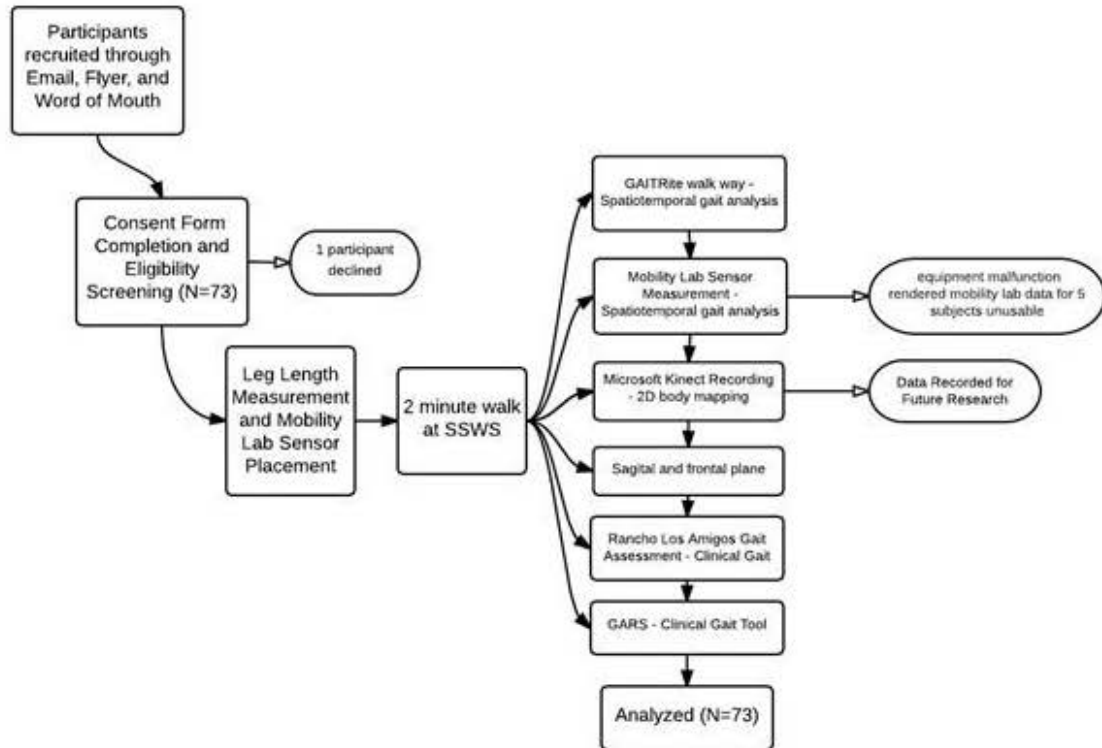 Participants
recruited through
Email, Flyer, and
Word of Mouth
Consent Form
Completion and
Eligibility
Screening (N=73)
1 participant
declined
Leg Length
Measurement
and Mobility
Lab Sensor
Placement
2 minute walk
at SSWS
GAITRite walk way -
Spatiotemporal gait analysis
Mobility Lab Sensor
Measurement -
Spatiotemporal gait analysis
equipment malfunction
rendered mobility lab data for 5
subjects unusable
Microsoft Kinect Recording
- 2D body mapping
Data Recorded for
Future Research
Sagital and frontal plane
Rancho Los Amigos Gait
Assessment - Clinical Gait
GARS - Clinical Gait Tool
Analyzed (N=73)